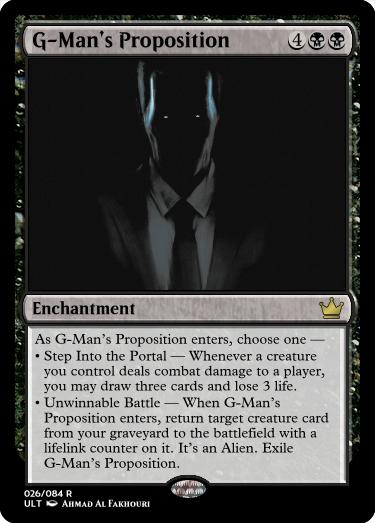 G-Man's Proposition 4
Enchantment
As G-Man's Proposition enters, choose one —
• Step Into the Portal — Whenever a creature
you control deals combat damage to a player,
you may draw three cards and lose 3 life.
• Unwinnable Battle — When G-Man's
Proposition enters, return target creature card
from your graveyard to the battlefield with a
lifelink counter on it. It's an Alien. Exile
G-Man's Proposition.
026/084 R
ULT Ahmad Al Fakhouri